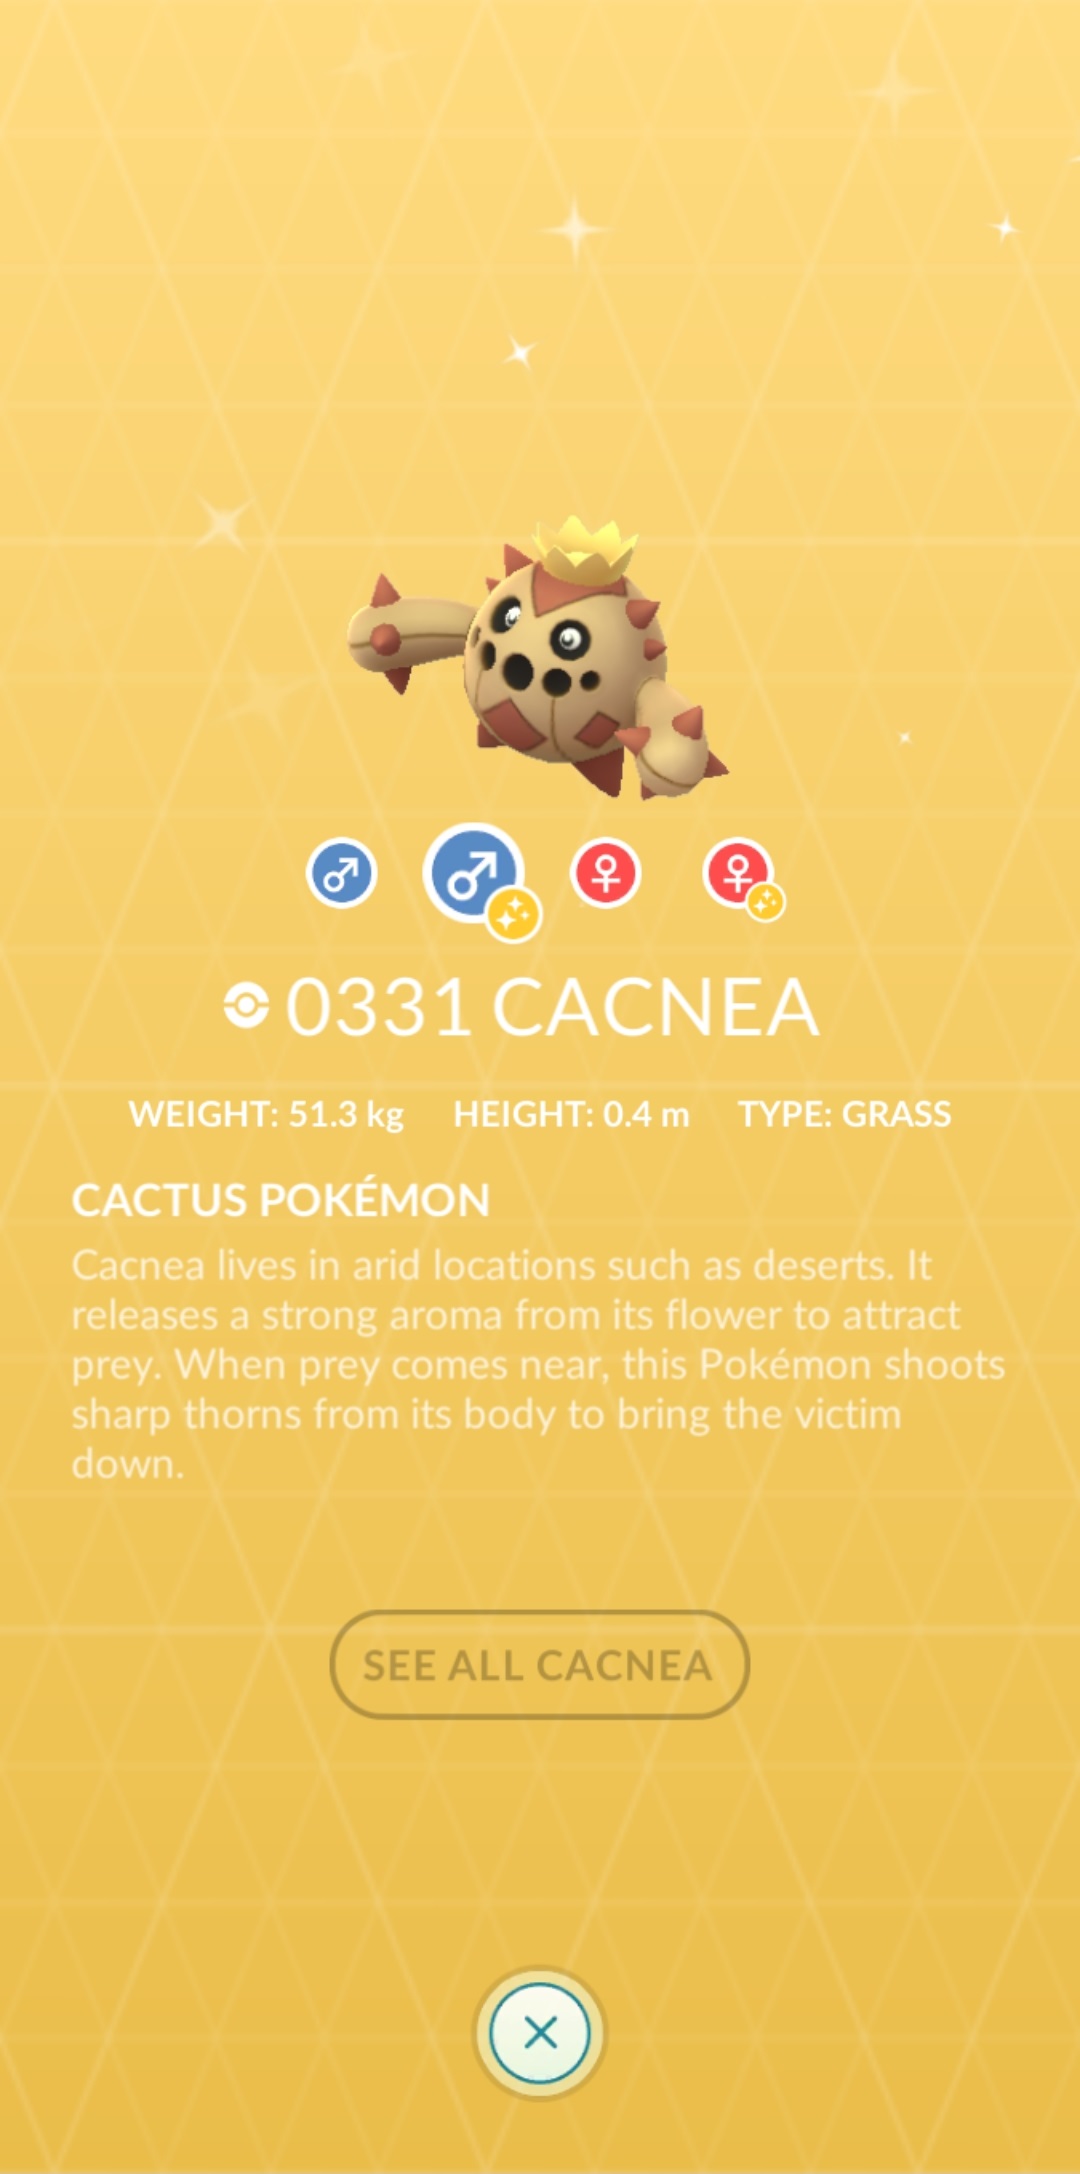 0331 CACNEA
WEIGHT: 51.3 kg HEIGHT: 0.4 m TYPE: GRASS
CACTUS POKÉMON
Cacnea lives in arid locations such as deserts. It
releases a strong aroma from its flower to attract
prey. When prey comes near, this Pokémon shoots
sharp thorns from its body to bring the victim
down.
SEE ALL CACNEA